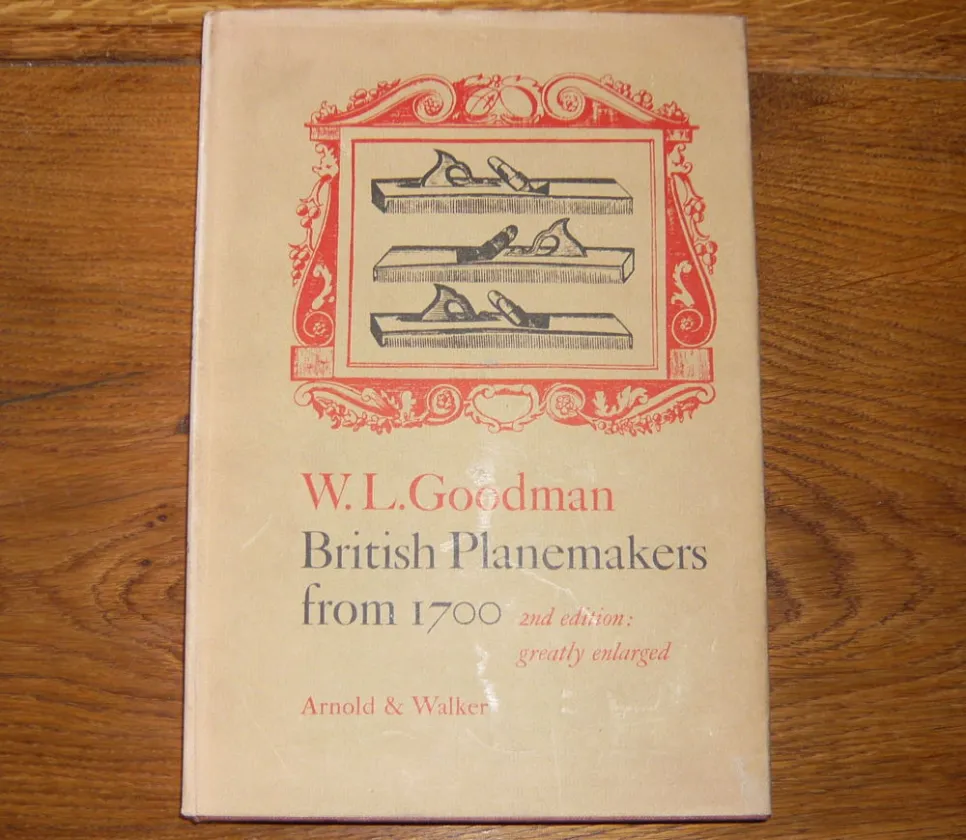 W. L. Goodman
British Planemakers
from 1700 2nd edition:
greatly enlarged
Arnold & Walker